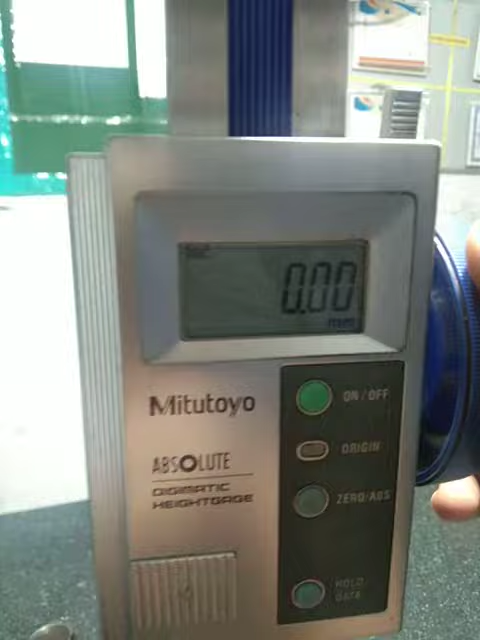 0.00
mm
Mitutoyo
ON/OFF
ORIGIN
ABSOLUTE
DIGIMATIC
HEIGHTGAGE
ZERO/ABS
HOLD
DATA